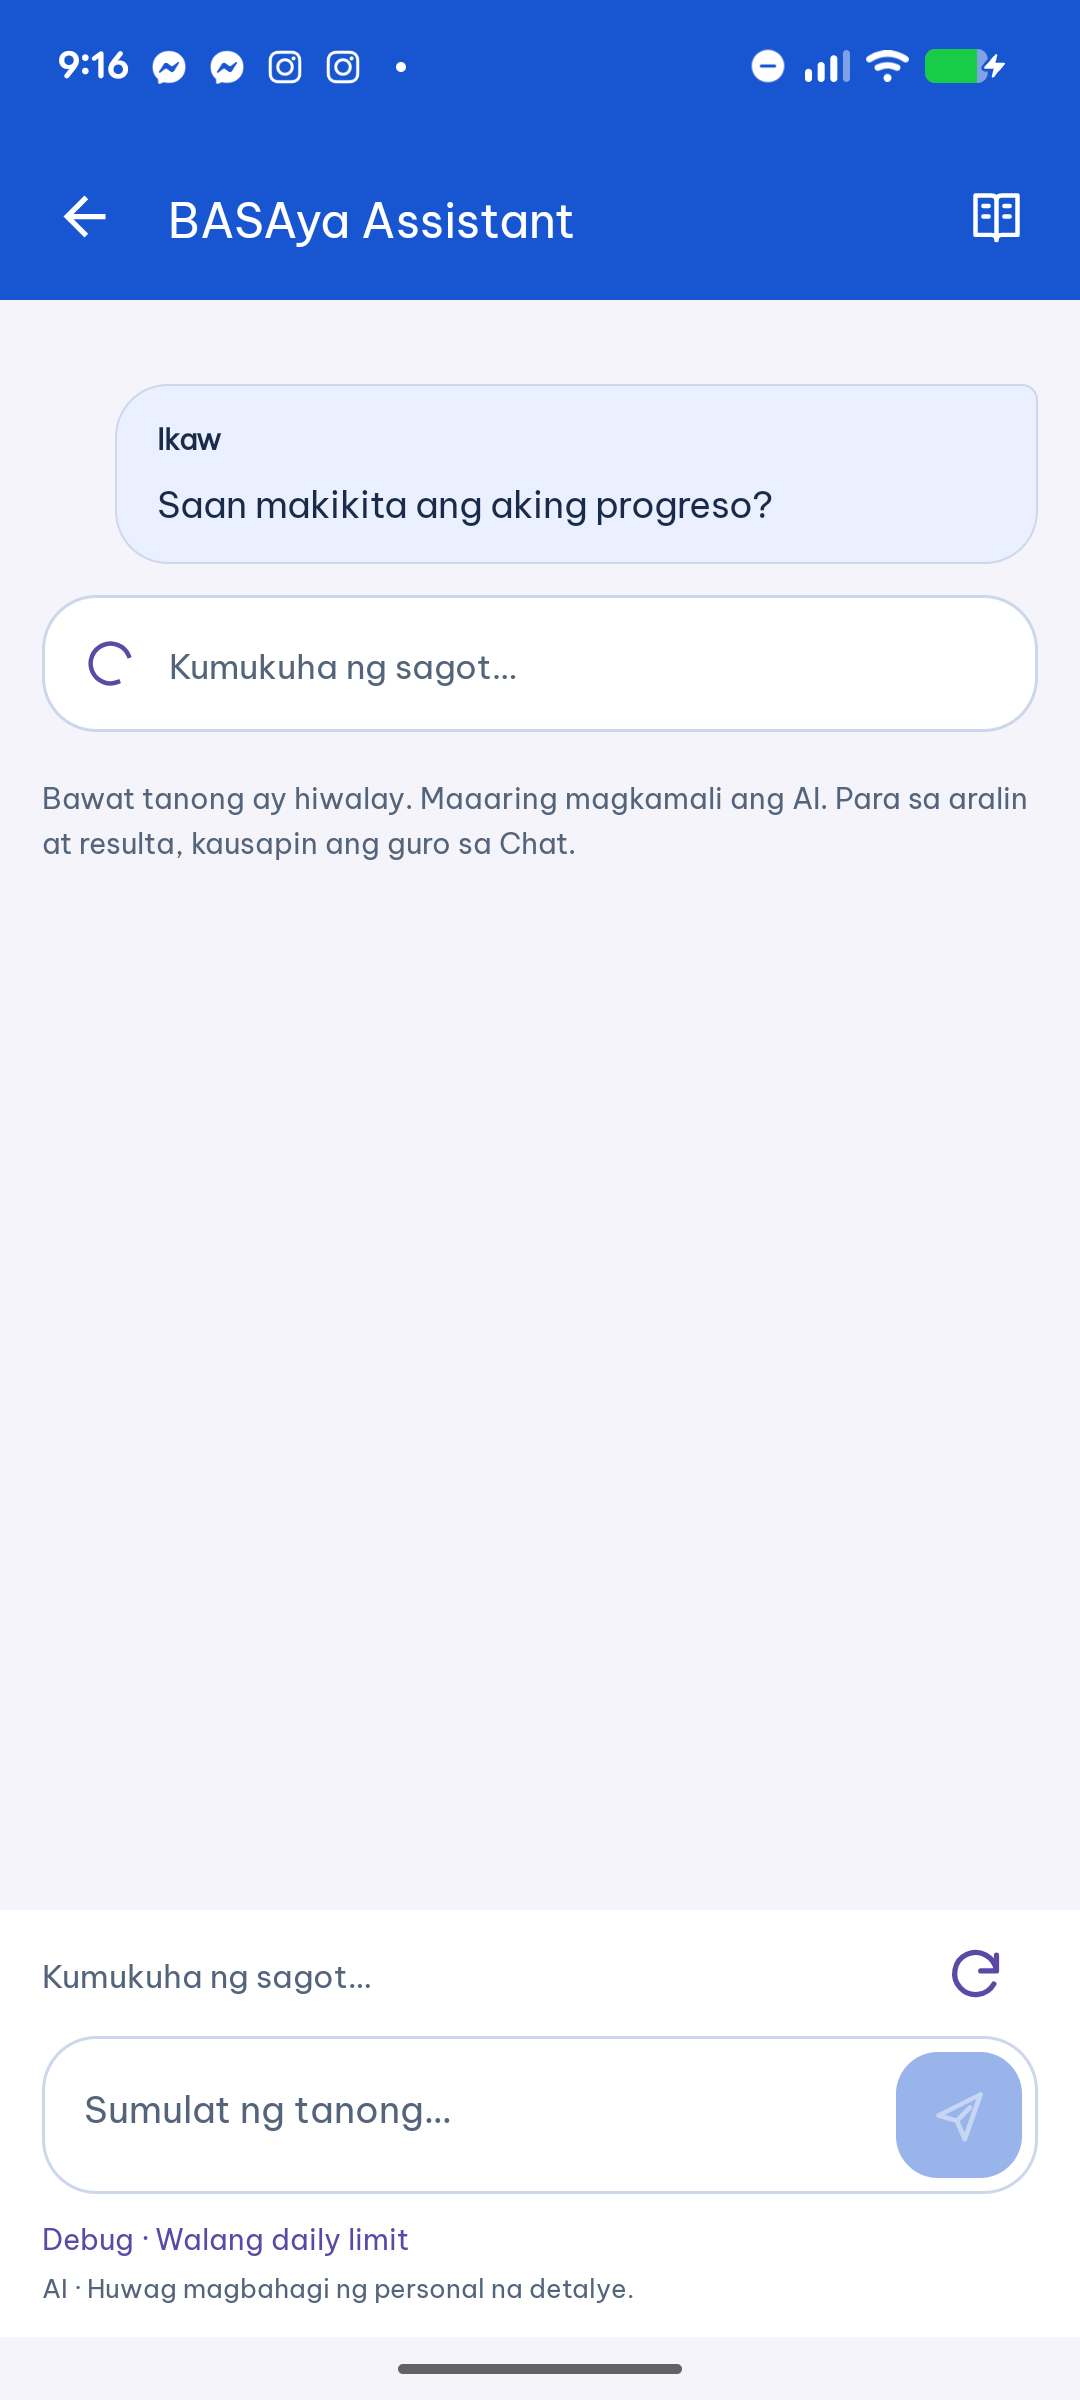 9:16
BASAya Assistant
Ikaw
Saan makikita ang aking progreso?
Kumukuha ng sagot...
Bawat tanong ay hiwalay. Maaaring magkamali ang AI. Para sa aralin
at resulta, kausapin ang guro sa Chat.
Kumukuha ng sagot...
Sumulat ng tanong...
Debug · Walang daily limit
AI · Huwag magbahagi ng personal na detalye.